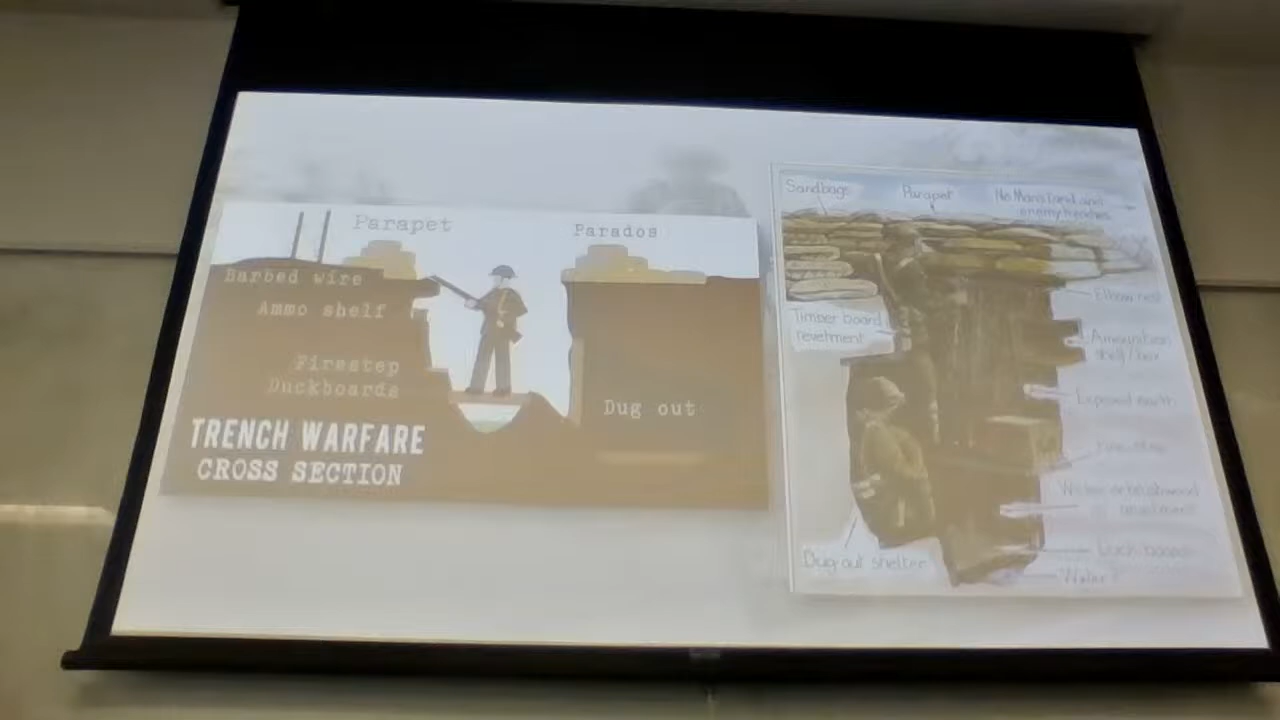 Parapet
Parados
Barbed wire
Ammo shelf
Firestep
Duckboards
Dug out
TRENCH WARFARE
CROSS SECTION
Sandbags
Parapet
No Mans Land and
enemy trenches
Timber board
revetment
Elbow rest
Ammunition
shelf/box
Exposed earth
Dug out shelter
Duck boards
Water